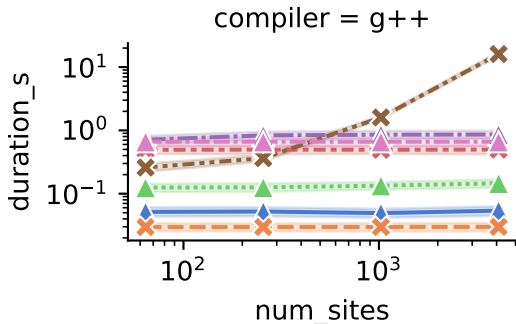 compiler = g++
duration_s
10¹
10⁰
10⁻¹
10²
10³
num_sites